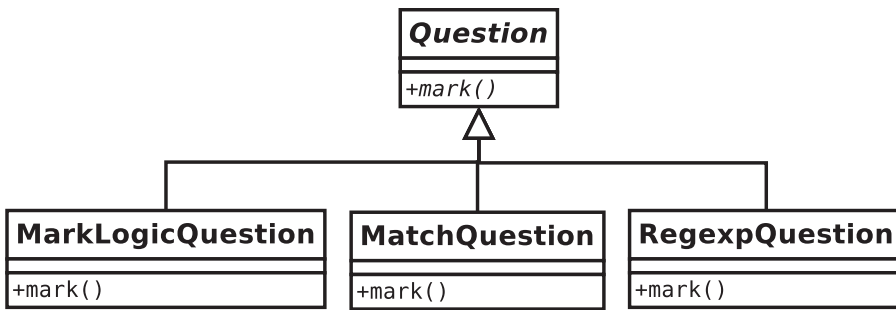 Question
+mark()
MarkLogicQuestion
+mark()
MatchQuestion
+mark()
RegexpQuestion
+mark()